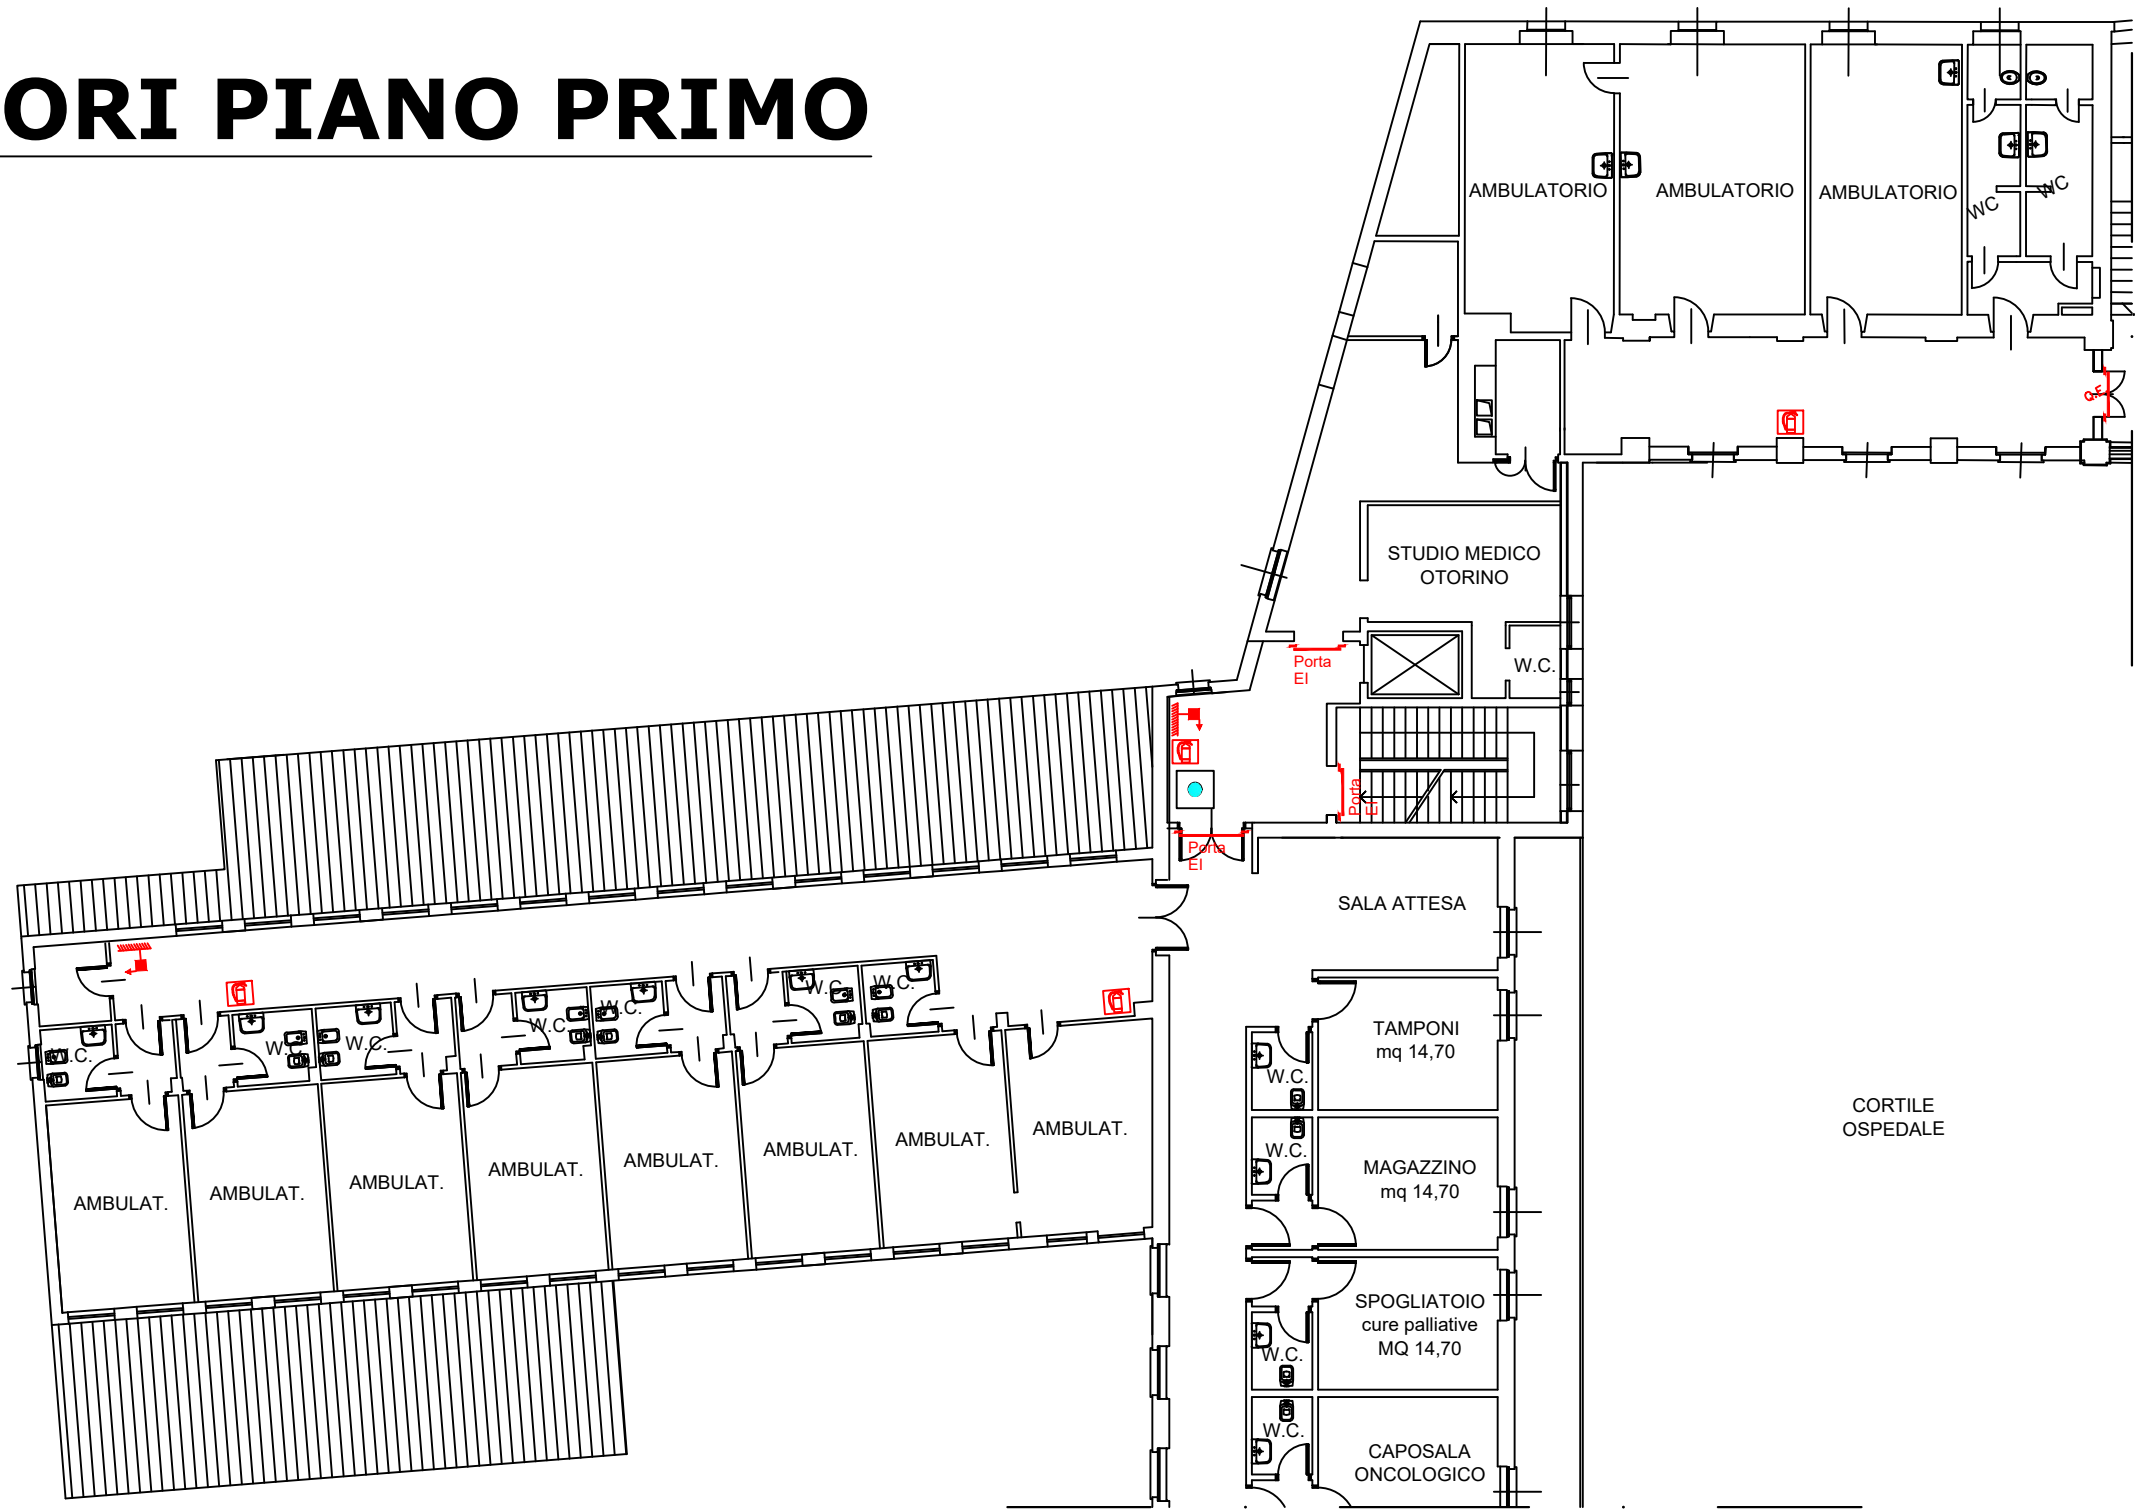 ORI PIANO PRIMO
AMBULATORIO
AMBULATORIO
AMBULATORIO
WC
WC
Q.E.
STUDIO MEDICO
OTORINO
W.C.
Porta
EI
Porta
EI
Porta
EI
SALA ATTESA
TAMPONI
mq 14,70
W.C.
W.C.
MAGAZZINO
mq 14,70
SPOGLIATOIO
cure palliative
MQ 14,70
W.C.
W.C.
CAPOSALA
ONCOLOGICO
CORTILE
OSPEDALE
W.C.
W.C.
W.C.
W.C.
W.C.
W.C.
W.C.
AMBULAT.
AMBULAT.
AMBULAT.
AMBULAT.
AMBULAT.
AMBULAT.
AMBULAT.
AMBULAT.